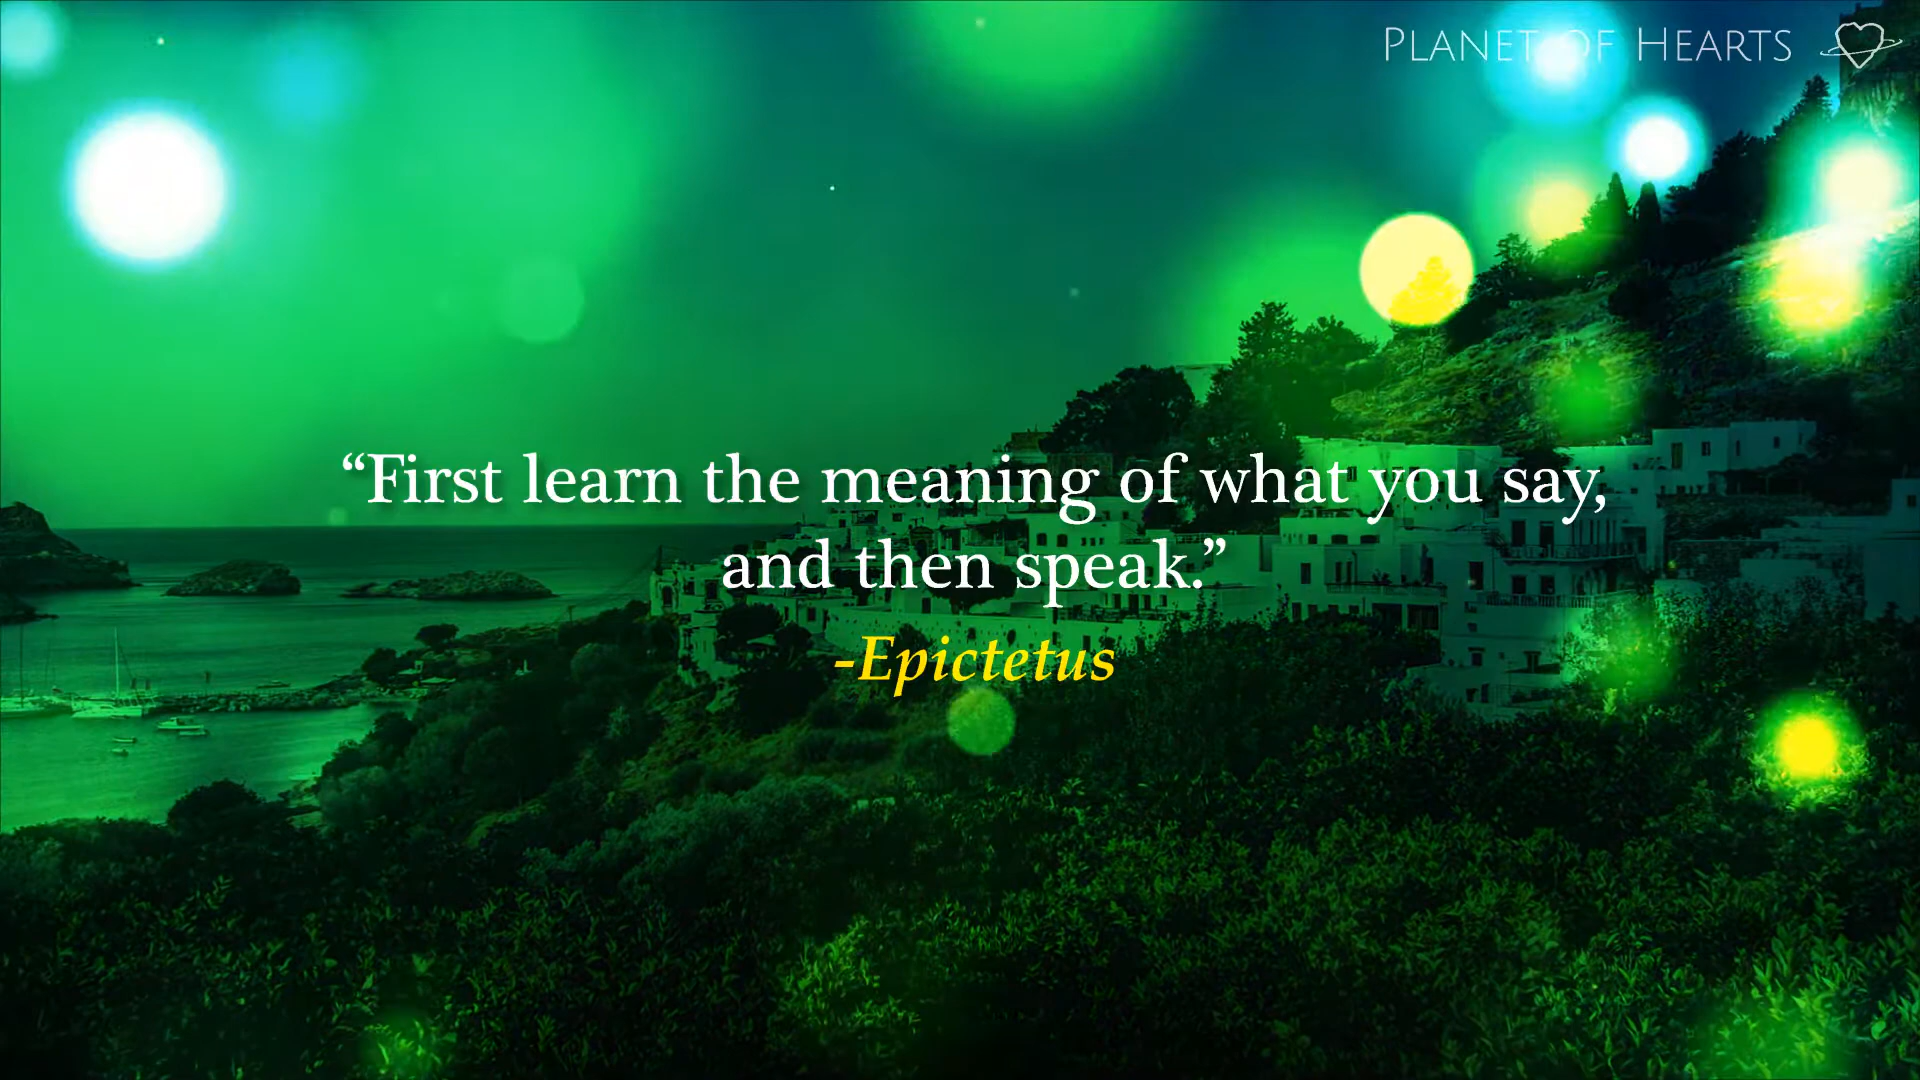 PLANET OF HEARTS
“First learn the meaning of what you say,
and then speak.”
-Epictetus